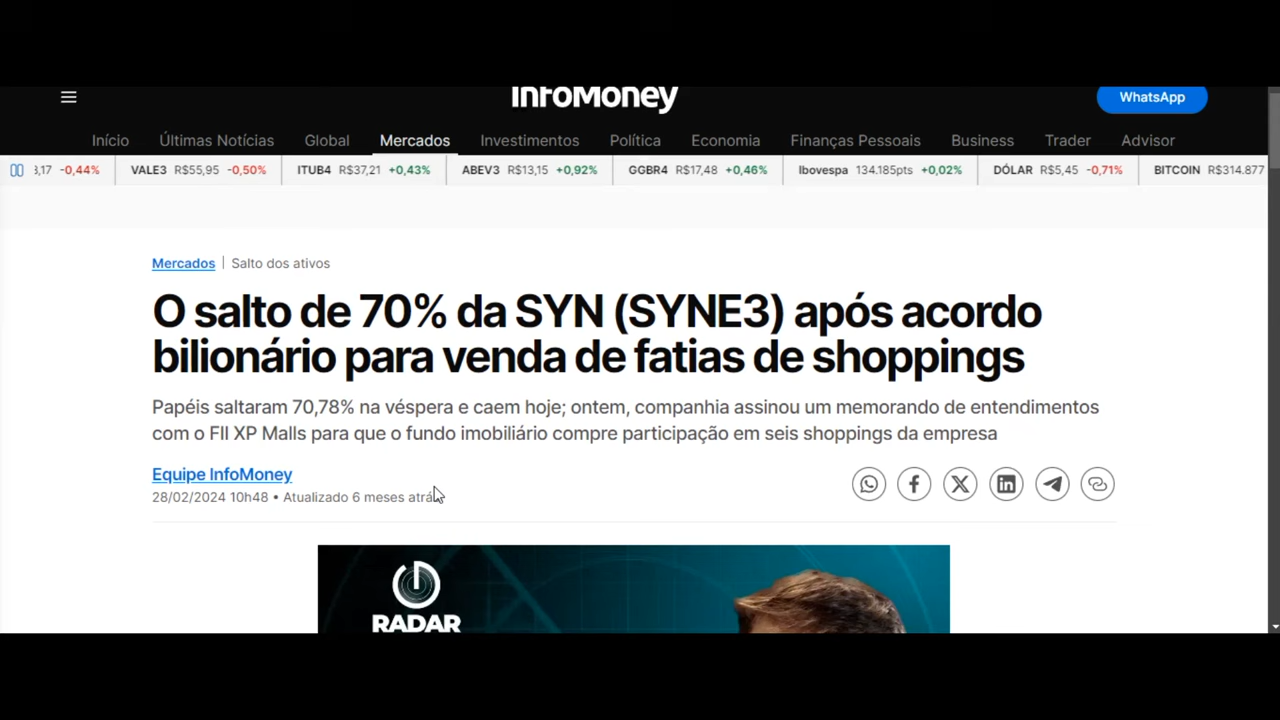 InfoMoney
WhatsApp
Início Últimas Notícias Global Mercados Investimentos Política Economia Finanças Pessoais Business Trader Advisor
3,17 -0,44% VALE3 R$55,95 -0,50% ITUB4 R$37,21 +0,43% ABEV3 R$13,15 +0,92% GGBR4 R$17,48 +0,46% Ibovespa 134.185pts +0,02% DÓLAR R$5,45 -0,71% BITCOIN R$314.877
Mercados | Salto dos ativos
O salto de 70% da SYN (SYNE3) após acordo
bilionário para venda de fatias de shoppings
Papéis saltaram 70,78% na véspera e caem hoje; ontem, companhia assinou um memorando de entendimentos
com o FII XP Malls para que o fundo imobiliário compre participação em seis shoppings da empresa
Equipe InfoMoney
28/02/2024 10h48 • Atualizado 6 meses atrás
RADAR